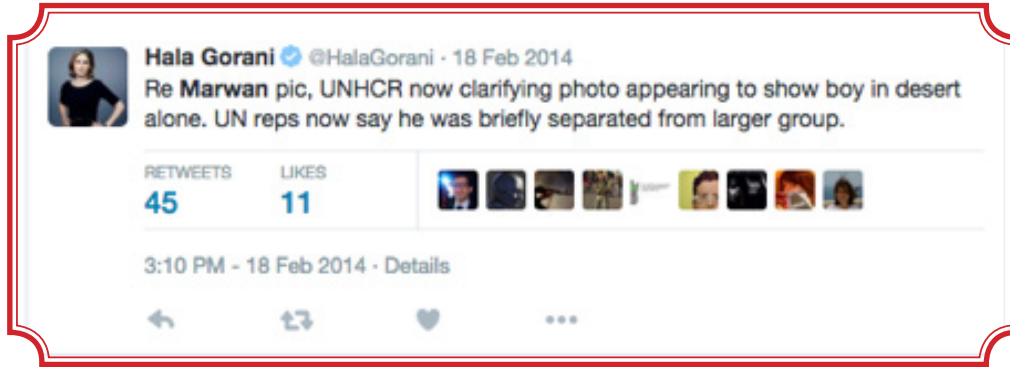 Hala Gorani @HalaGorani · 18 Feb 2014
Re Marwan pic, UNHCR now clarifying photo appearing to show boy in desert
alone. UN reps now say he was briefly separated from larger group.
RETWEETS LIKES
45 11
3:10 PM - 18 Feb 2014 · Details